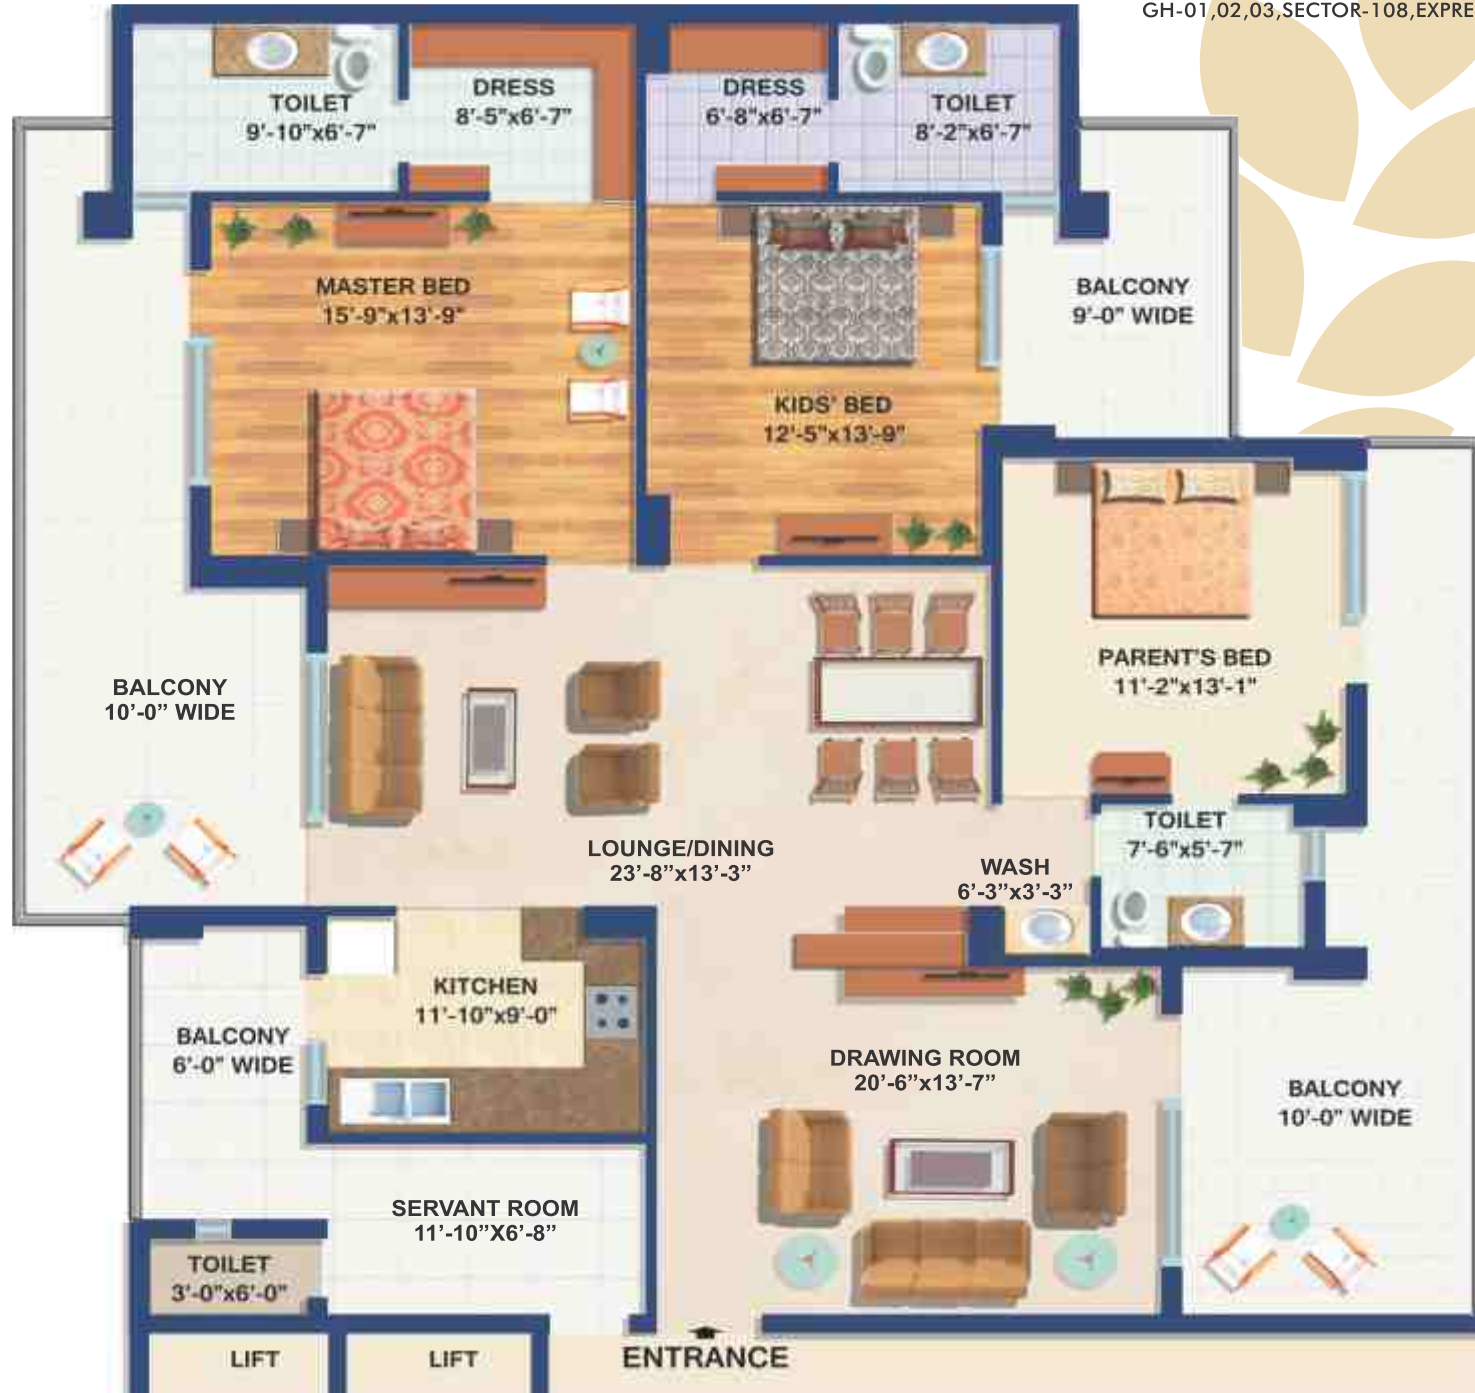 GH-01,02,03,SECTOR-108,EXPRE
TOILET
9'-10"x6'-7"
DRESS
8'-5"x6'-7"
DRESS
6'-8"x6'-7"
TOILET
8'-2"x6'-7"
MASTER BED
15'-9"x13'-9"
BALCONY
9'-0" WIDE
KIDS' BED
12'-5"x13'-9"
PARENT'S BED
11'-2"x13'-1"
BALCONY
10'-0” WIDE
TOILET
7'-6"x5'-7"
LOUNGE/DINING
23'-8”x13'-3”
WASH
6'-3”x3'-3”
KITCHEN
11'-10"x9'-0"
BALCONY
6'-0" WIDE
DRAWING ROOM
20'-6”x13'-7”
BALCONY
10'-0" WIDE
SERVANT ROOM
11'-10”X6'-8”
TOILET
3'-0"x6'-0"
LIFT
LIFT
ENTRANCE